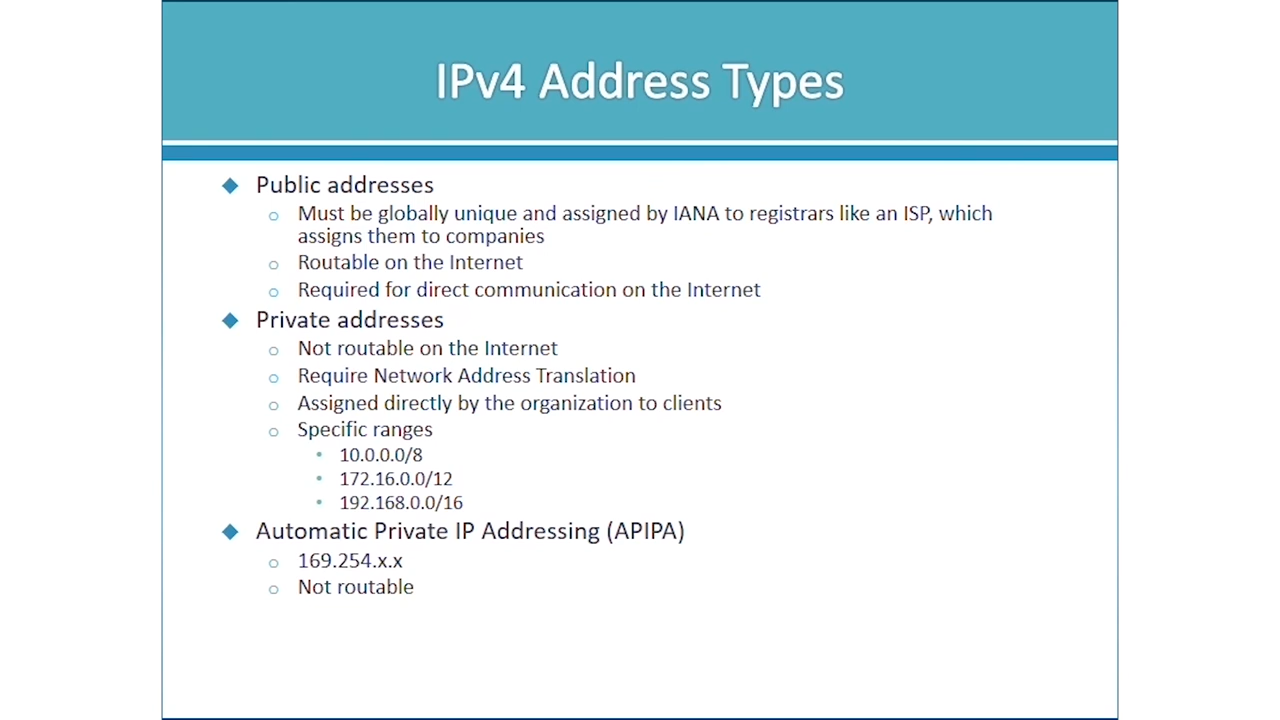 IPv4 Address Types
Public addresses
Must be globally unique and assigned by IANA to registrars like an ISP, which
assigns them to companies
Routable on the Internet
Required for direct communication on the Internet
Private addresses
Not routable on the Internet
Require Network Address Translation
Assigned directly by the organization to clients
Specific ranges
10.0.0.0/8
172.16.0.0/12
192.168.0.0/16
Automatic Private IP Addressing (APIPA)
169.254.x.x
Not routable